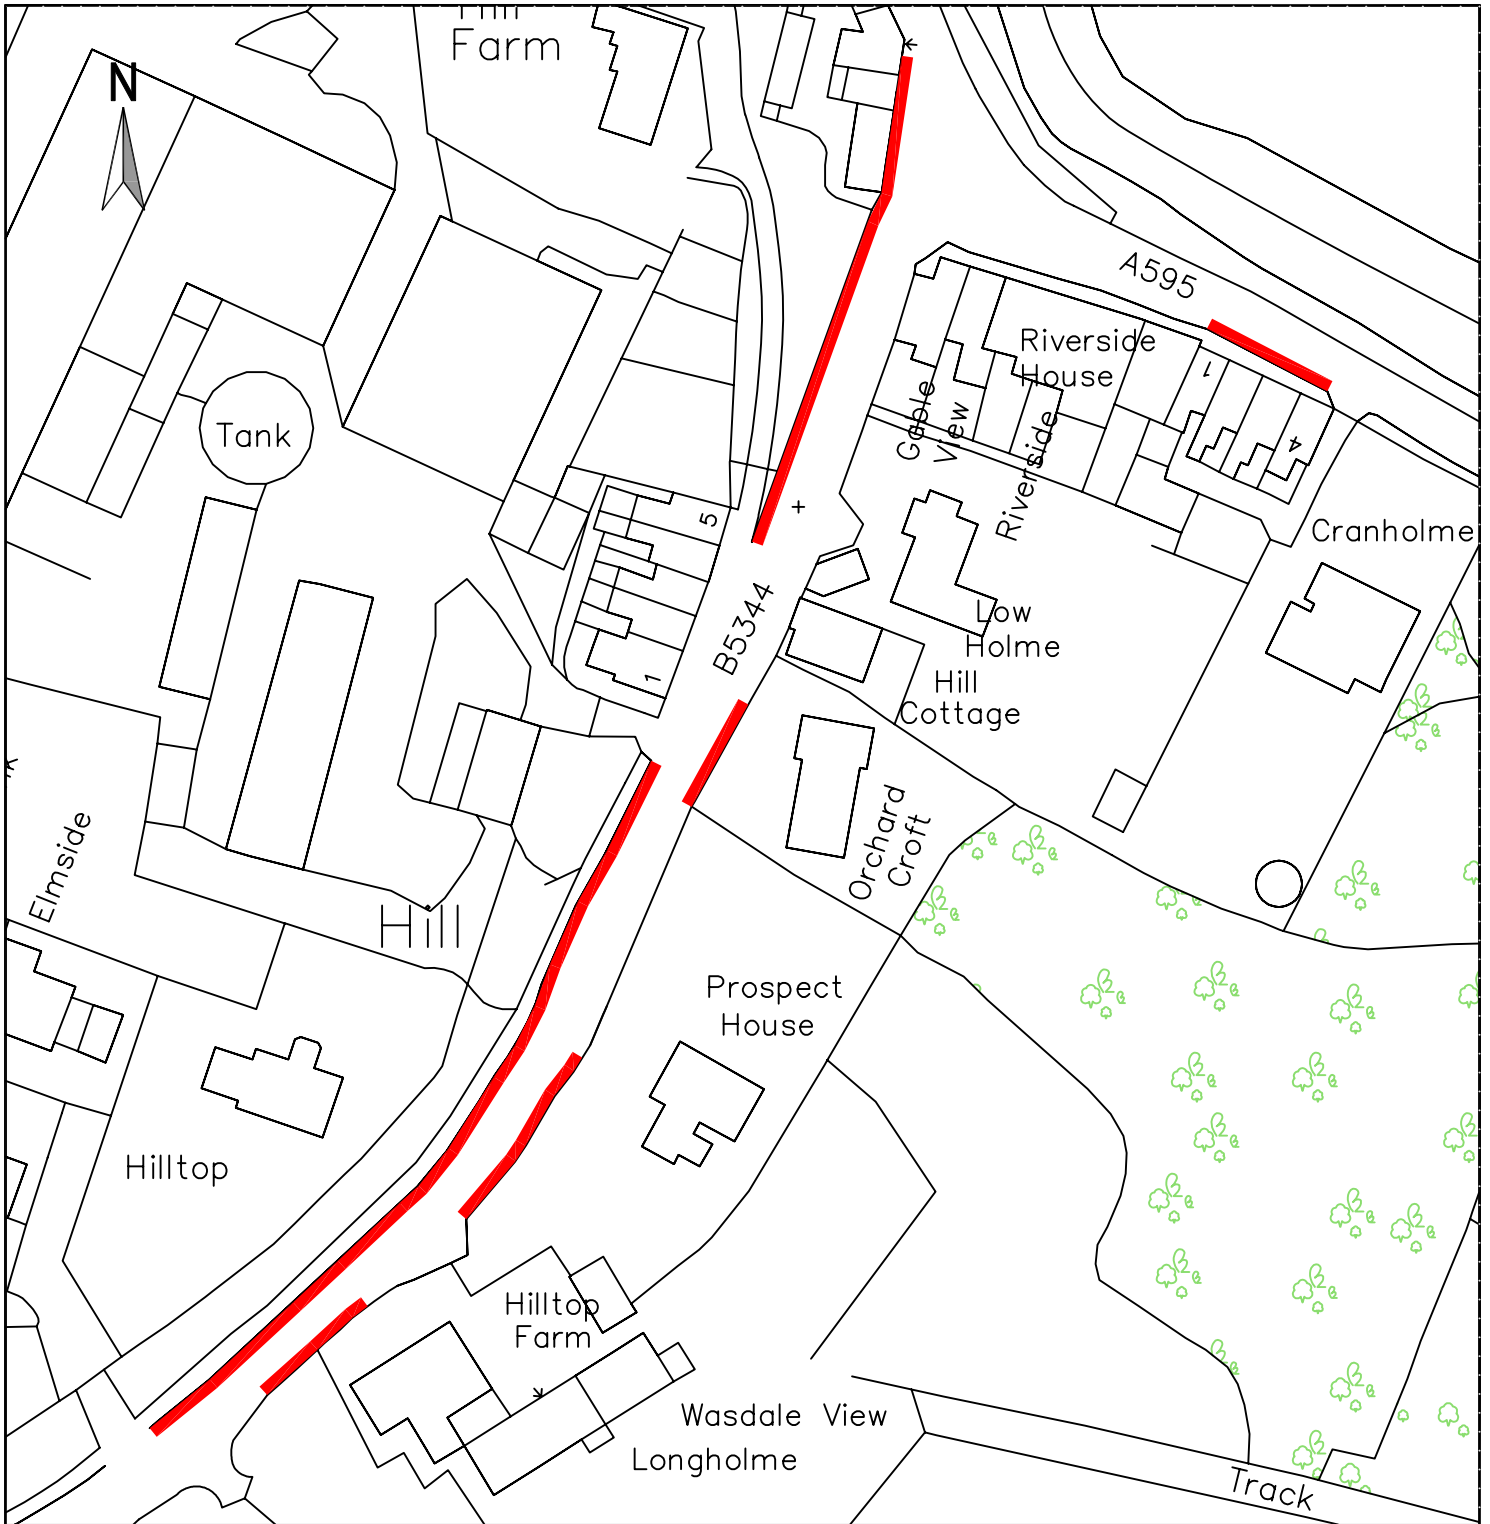 Farm
N
A595
Riverside
House
1
4
Gable
View
Riverside
Tank
5
Cranholme
B5344
Low
Holme
1
Hill
Cottage
Elmside
Orchard
Croft
Hill
Prospect
House
Hilltop
Hilltop
Farm
Wasdale View
Longholme
Track